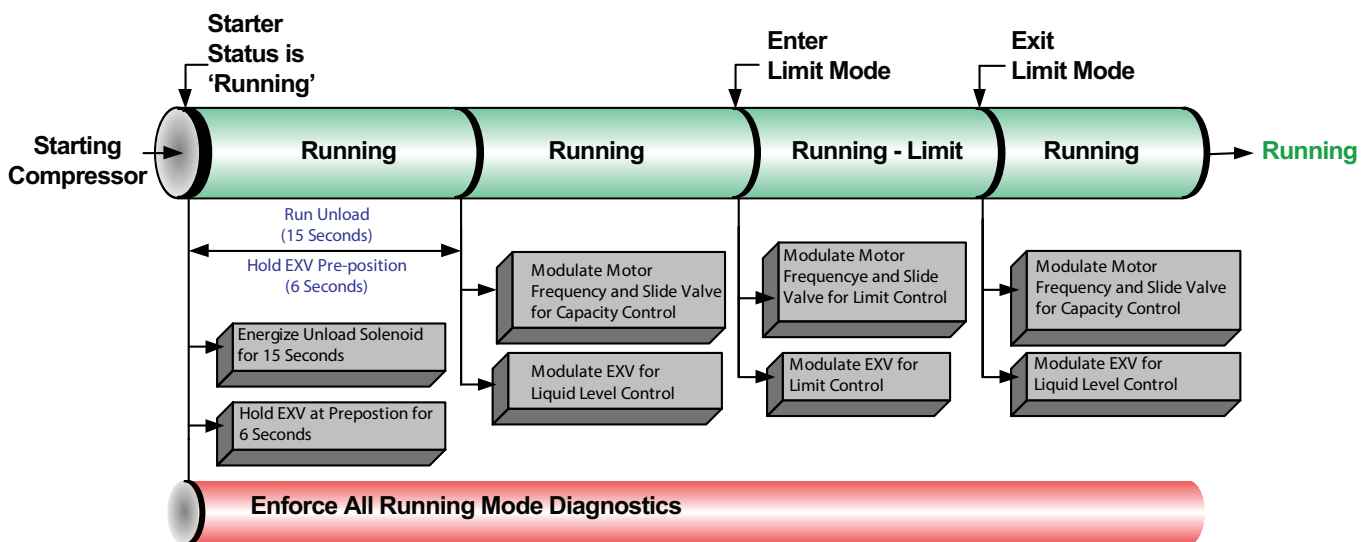 Starter
Status is
‘Running’
Enter
Limit Mode
Exit
Limit Mode
Starting
Compressor
Running
Running
Running - Limit
Running
Running
Run Unload
(15 Seconds)
Hold EXV Pre-position
(6 Seconds)
Energize Unload Solenoid
for 15 Seconds
Hold EXV at Prepostion for
6 Seconds
Modulate Motor
Frequency and Slide Valve
for Capacity Control
Modulate EXV for
Liquid Level Control
Modulate Motor
Frequencye and Slide
Valve for Limit Control
Modulate EXV for
Limit Control
Modulate Motor
Frequency and Slide Valve
for Capacity Control
Modulate EXV for
Liquid Level Control
Enforce All Running Mode Diagnostics